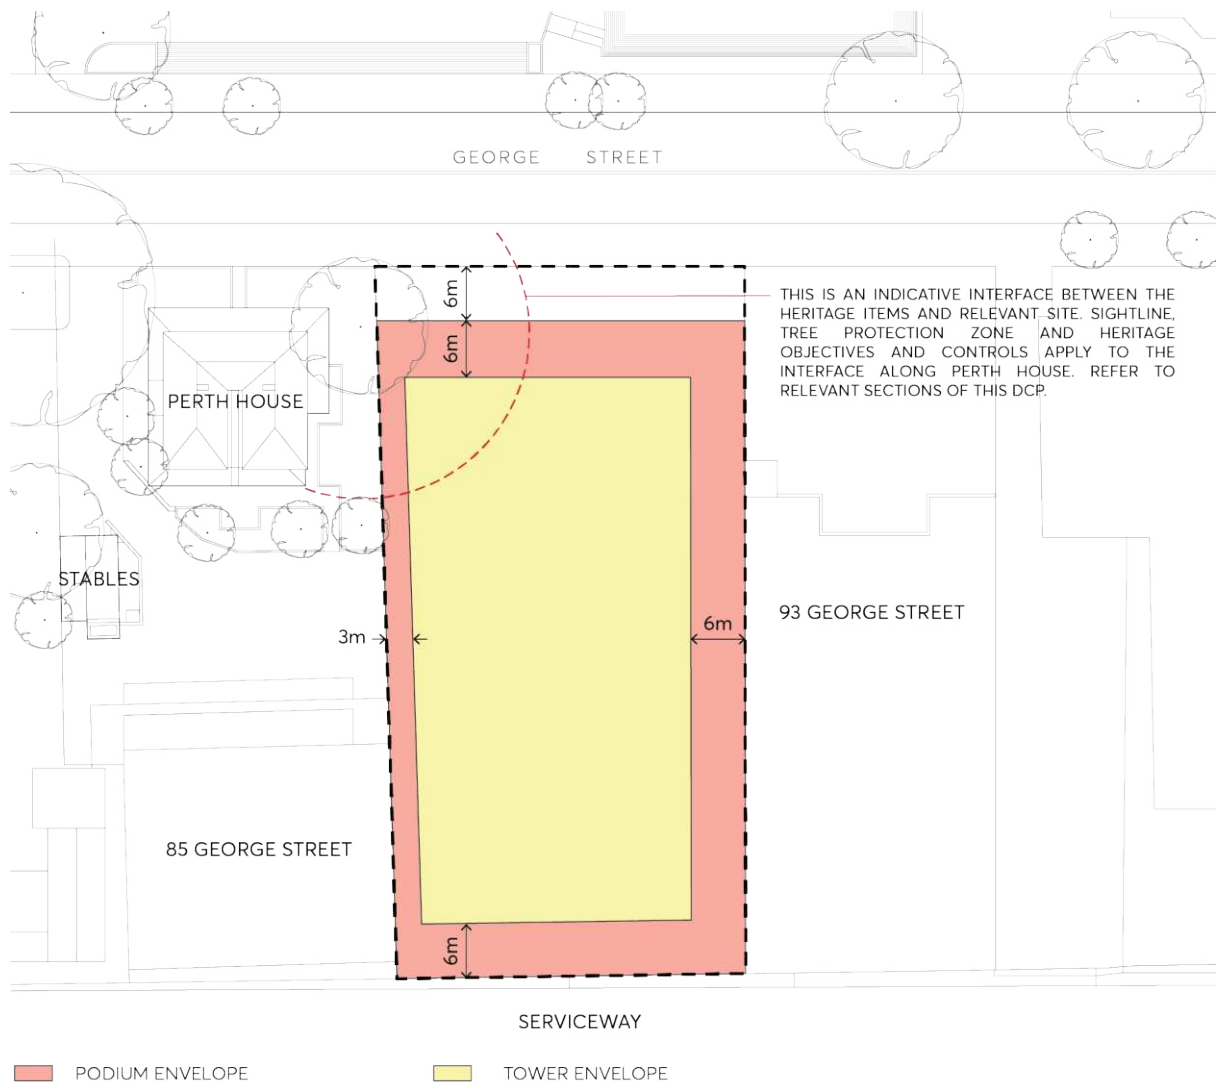 GEORGE STREET
6m
THIS IS AN INDICATIVE INTERFACE BETWEEN THE
HERITAGE ITEMS AND RELEVANT SITE. SIGHTLINE,
TREE PROTECTION ZONE AND HERITAGE
OBJECTIVES AND CONTROLS APPLY TO THE
INTERFACE ALONG PERTH HOUSE. REFER TO
RELEVANT SECTIONS OF THIS DCP.
6m
PERTH HOUSE
STABLES
3m
6m
93 GEORGE STREET
85 GEORGE STREET
6m
SERVICEWAY
PODIUM ENVELOPE
TOWER ENVELOPE